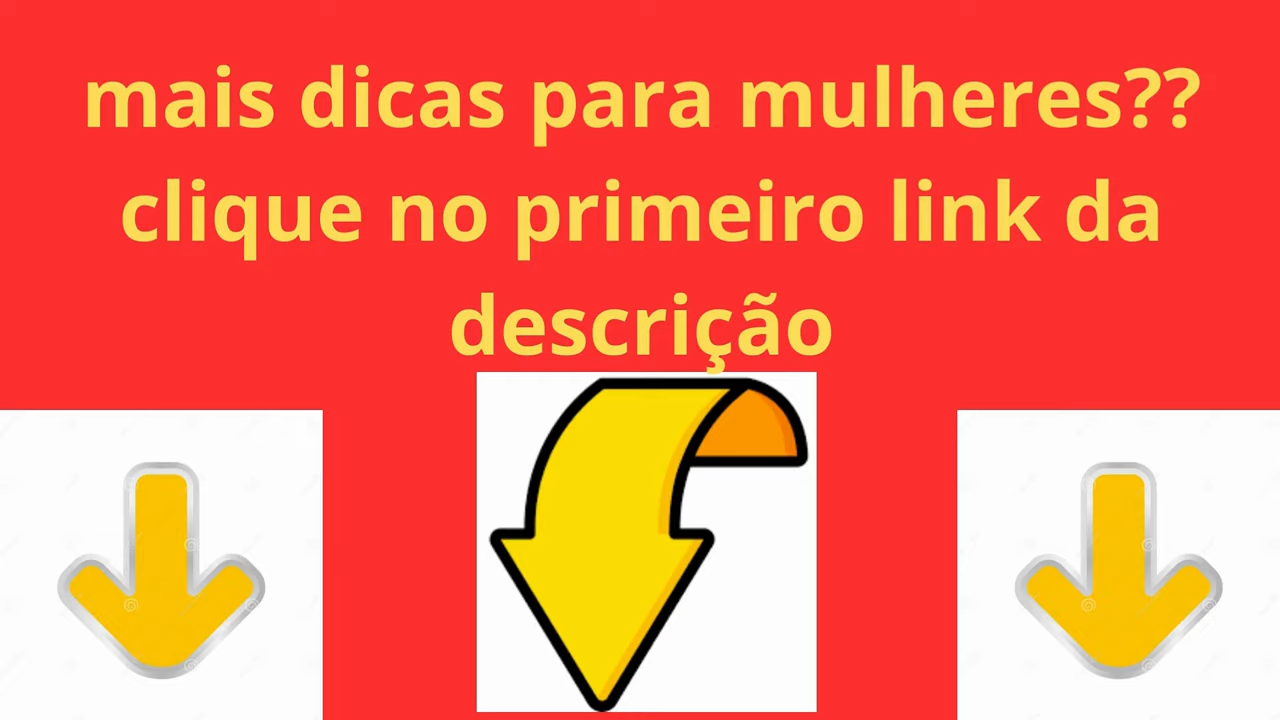 mais dicas para mulheres??
clique no primeiro link da
descrição